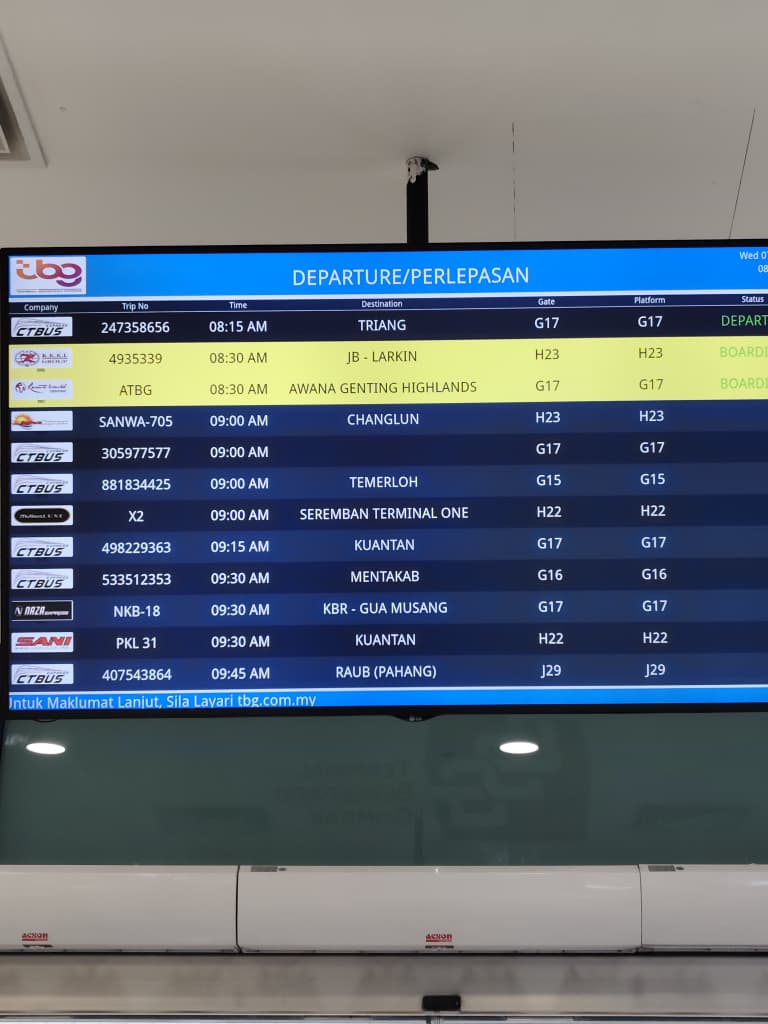 tbg
DEPARTURE/PERLEPASAN
Wed 07
08
Company Trip No Time Destination Gate Platform Status
CTBUS 247358656 08:15 AM TRIANG G17 G17 DEPART
K.K.K.L 4935339 08:30 AM JB - LARKIN H23 H23 BOARDI
ATBG 08:30 AM AWANA GENTING HIGHLANDS G17 G17 BOARDI
SANWA-705 09:00 AM CHANGLUN H23 H23
CTBUS 305977577 09:00 AM G17 G17
CTBUS 881834425 09:00 AM TEMERLOH G15 G15
X2 09:00 AM SEREMBAN TERMINAL ONE H22 H22
CTBUS 498229363 09:15 AM KUANTAN G17 G17
CTBUS 533512353 09:30 AM MENTAKAB G16 G16
NAZA EXPRESS NKB-18 09:30 AM KBR - GUA MUSANG G17 G17
SANI PKL 31 09:30 AM KUANTAN H22 H22
CTBUS 407543864 09:45 AM RAUB (PAHANG) J29 J29
Untuk Maklumat Lanjut, Sila Layari tbg.com.my
acson acson